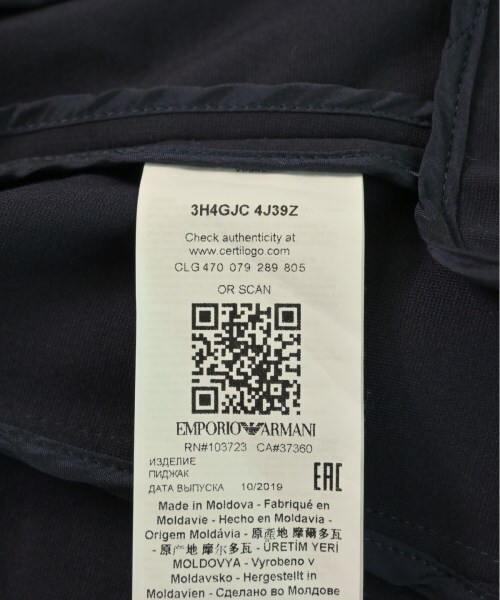 3H4GJC 4J39Z
Check authenticity at
www.certilogo.com
CLG 470 079 289 805
OR SCAN
EMPORIO ARMANI
RN#103723 CA#37360
ИЗДЕЛИЕ
ПИДЖАК
ДАТА ВЫПУСКА 10/2019
EAC
Made in Moldova - Fabriqué en
Moldavie - Hecho en Moldavia -
Origem Moldávia - 原產地 摩爾多瓦
- 原产地 摩尔多瓦 - ÜRETİM YERİ
MOLDOVYA - Vyrobeno v
Moldavsko - Hergestellt in
Moldavien - Сделано во Молдове